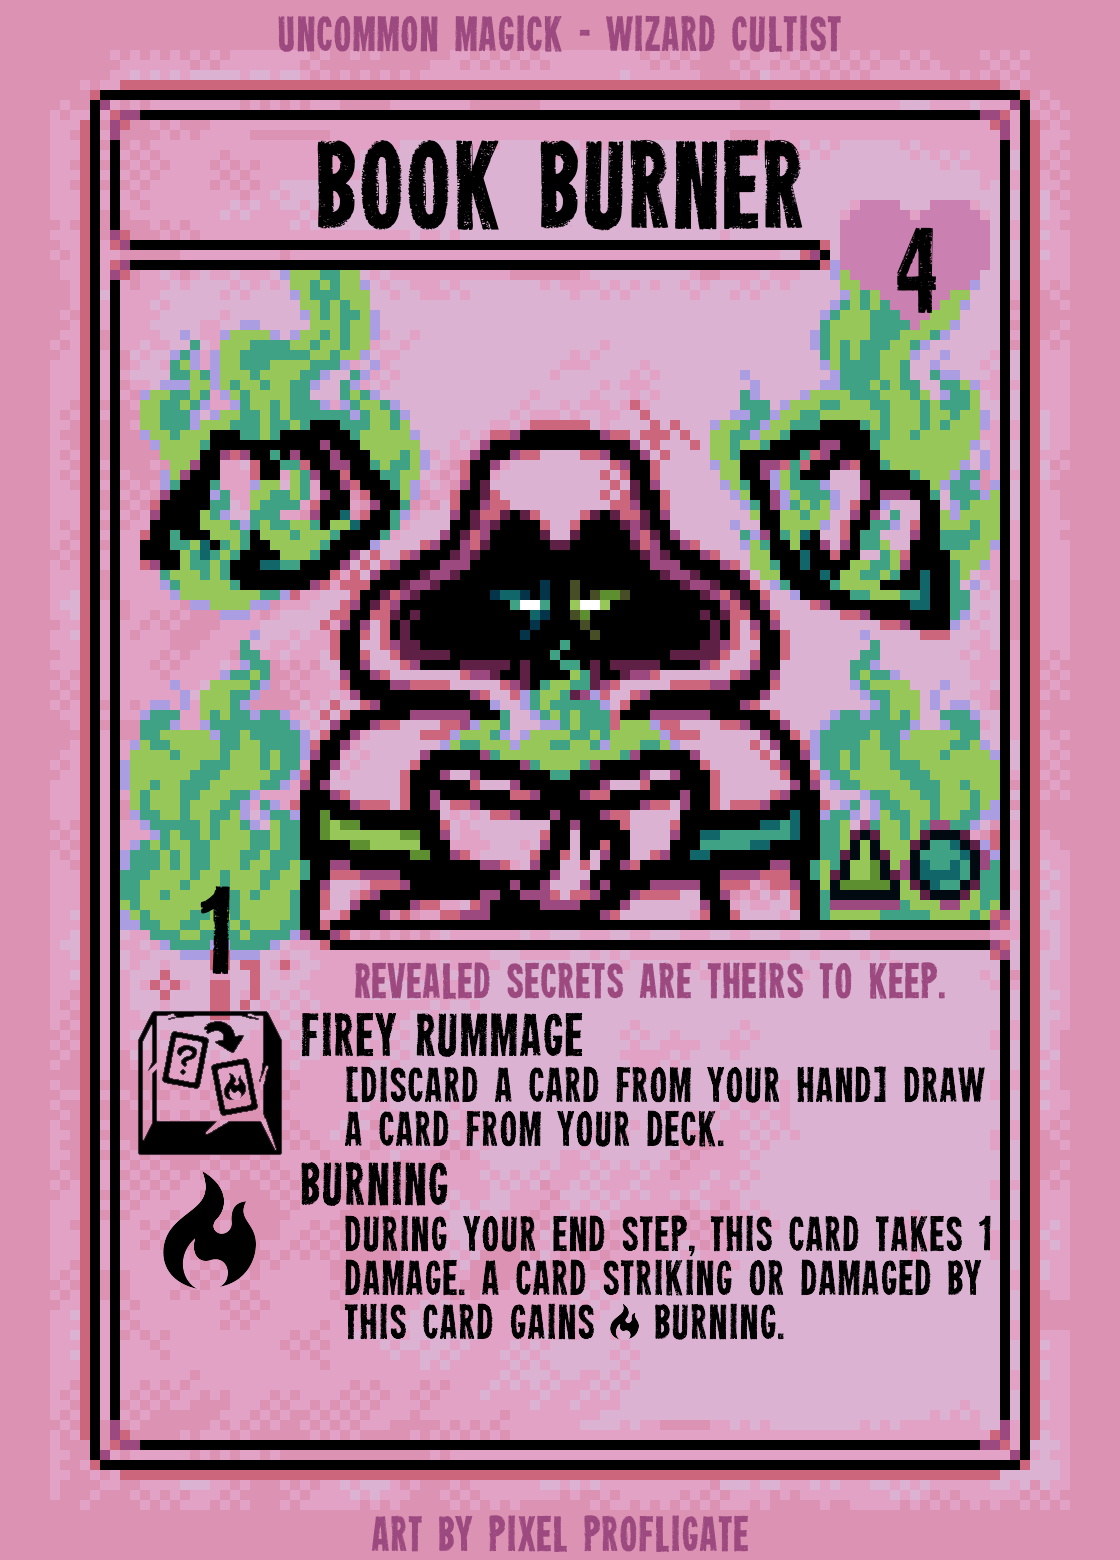 UNCOMMON MAGICK - WIZARD CULTIST
BOOK BURNER
4
1
REVEALED SECRETS ARE THEIRS TO KEEP.
?
FIREY RUMMAGE
[DISCARD A CARD FROM YOUR HAND] DRAW
A CARD FROM YOUR DECK.
BURNING
DURING YOUR END STEP, THIS CARD TAKES 1
DAMAGE. A CARD STRIKING OR DAMAGED BY
THIS CARD GAINS BURNING.
ART BY PIXEL PROFLIGATE